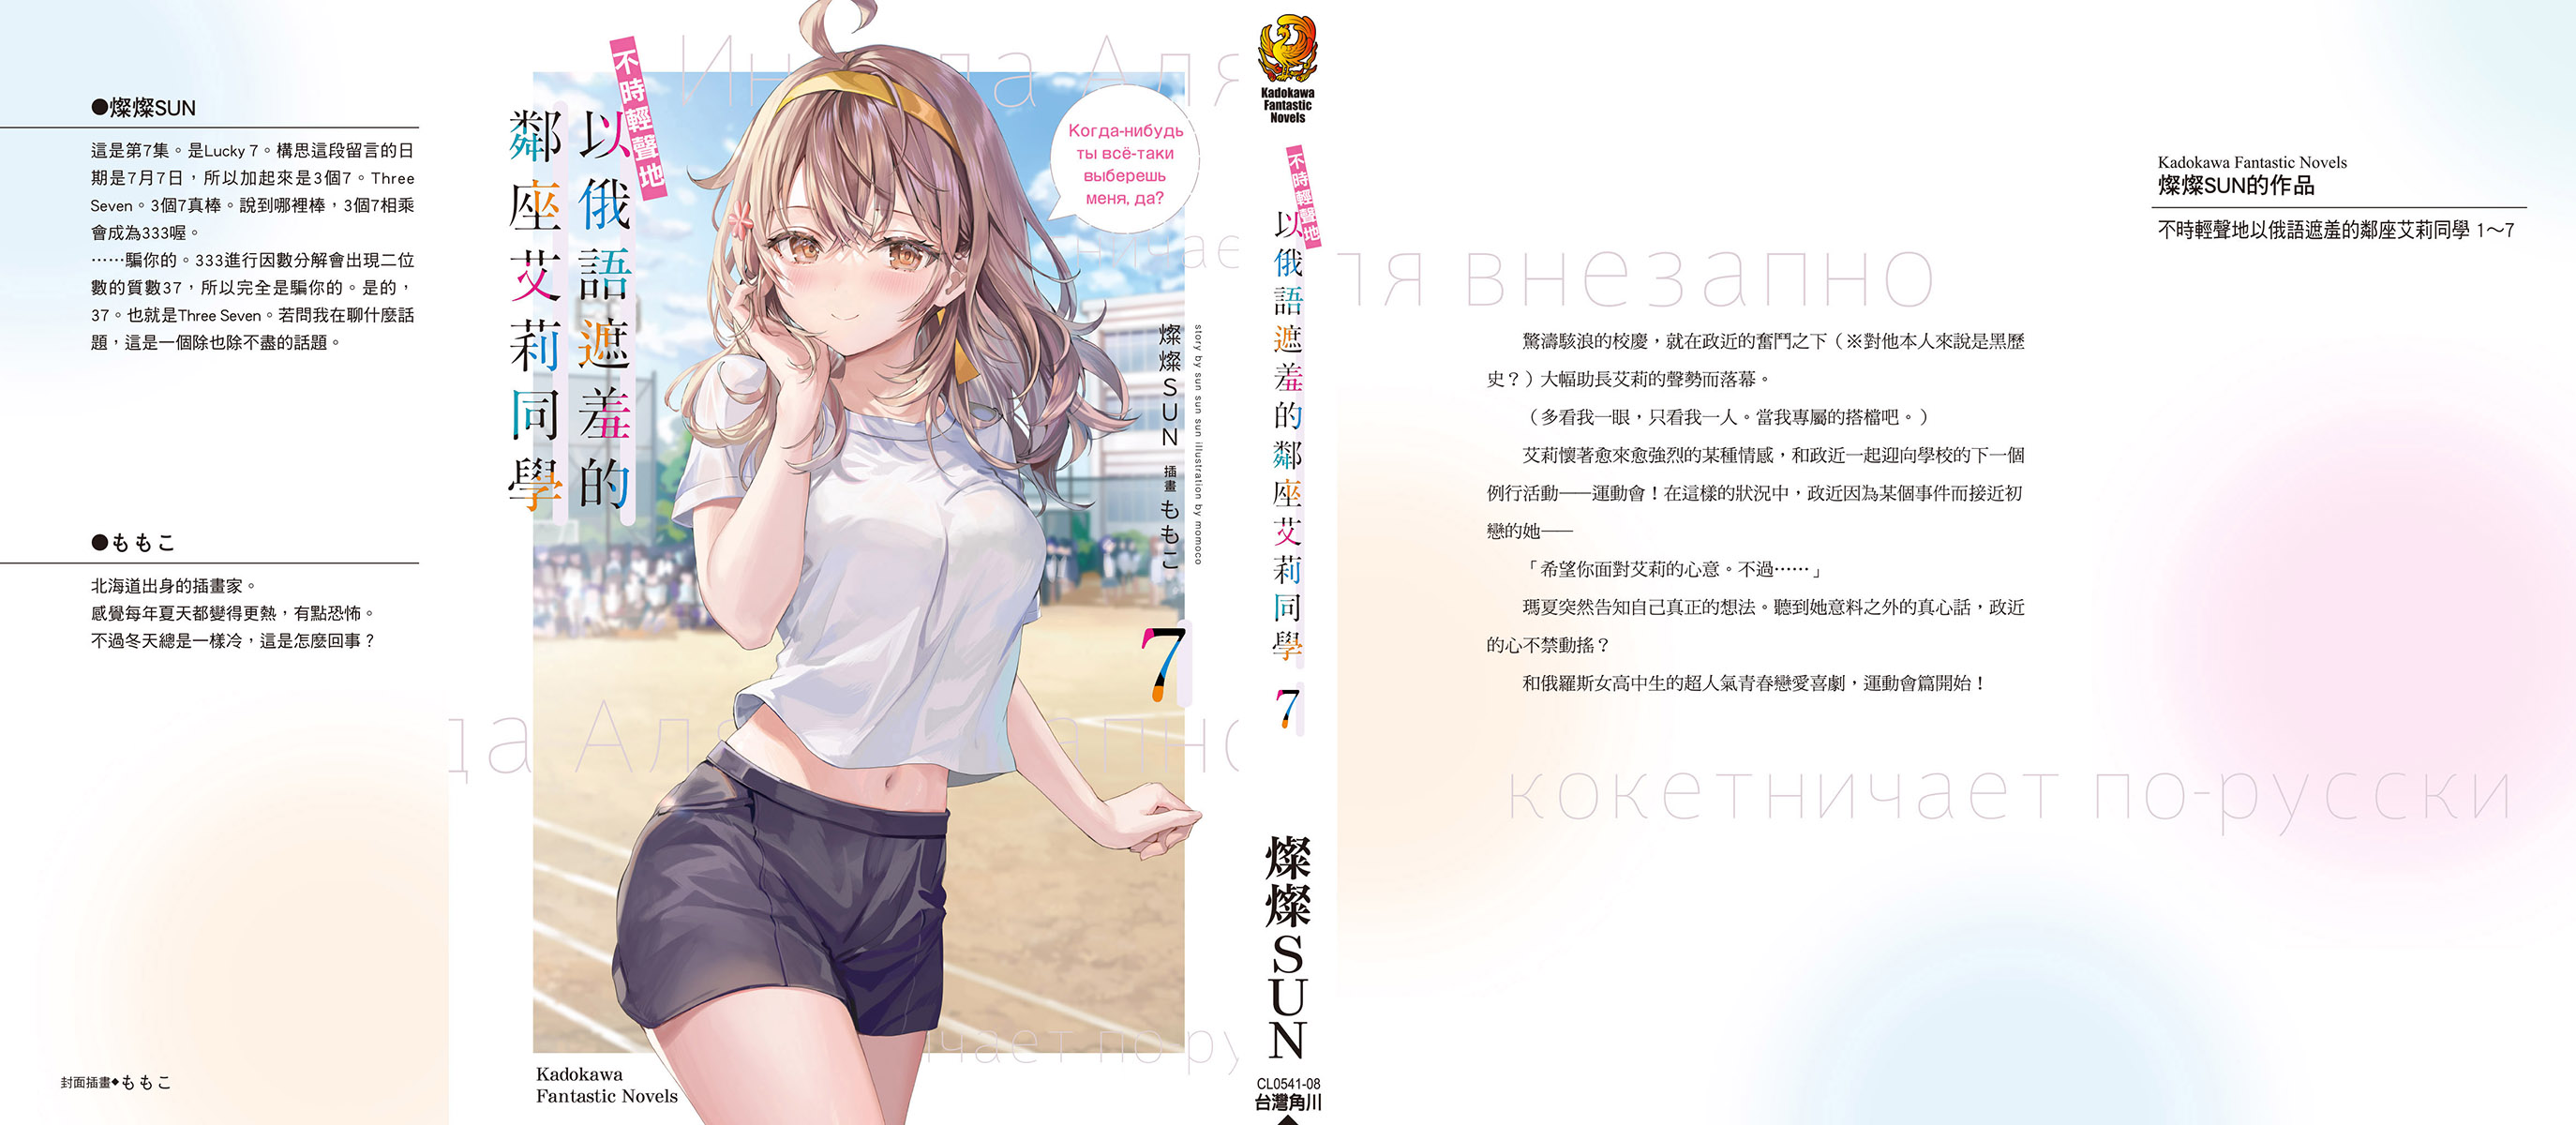 ●燦燦SUN
這是第7集。是Lucky 7。構思這段留言的日
期是7月7日，所以加起來是3個7。Three
Seven。3個7真棒。說到哪裡棒，3個7相乘
會成為333喔。
……騙你的。333進行因數分解會出現二位
數的質數37，所以完全是騙你的。是的，
37。也就是Three Seven。若問我在聊什麼話
題，這是一個除也除不盡的話題。
●ももこ
北海道出身的插畫家。
感覺每年夏天都變得更熱，有點恐怖。
不過冬天總是一樣冷，這是怎麼回事？
封面插畫◆ももこ
不時輕聲地
以俄語遮羞的
鄰座艾莉同學
Когда-нибудь
ты всё-таки
выберешь
меня, да?
燦燦SUN 插畫 ももこ
story by sun sun sun illustration by momoco
7
Kadokawa
Fantastic Novels
Kadokawa
Fantastic
Novels
不時輕聲地
以俄語遮羞的鄰座艾莉同學
7
燦燦SUN
CL0541-08
台灣角川
ля внезапно
驚濤駭浪的校慶，就在政近的奮鬥之下（※對他本人來說是黑歷
史？）大幅助長艾莉的聲勢而落幕。
（多看我一眼，只看我一人。當我專屬的搭檔吧。）
艾莉懷著愈來愈強烈的某種情感，和政近一起迎向學校的下一個
例行活動——運動會！在這樣的狀況中，政近因為某個事件而接近初
戀的她——
「希望你面對艾莉的心意。不過……」
瑪夏突然告知自己真正的想法。聽到她意料之外的真心話，政近
的心不禁動搖？
和俄羅斯女高中生的超人氣青春戀愛喜劇，運動會篇開始！
кокетничает по-русски
Kadokawa Fantastic Novels
燦燦SUN的作品
不時輕聲地以俄語遮羞的鄰座艾莉同學 1～7